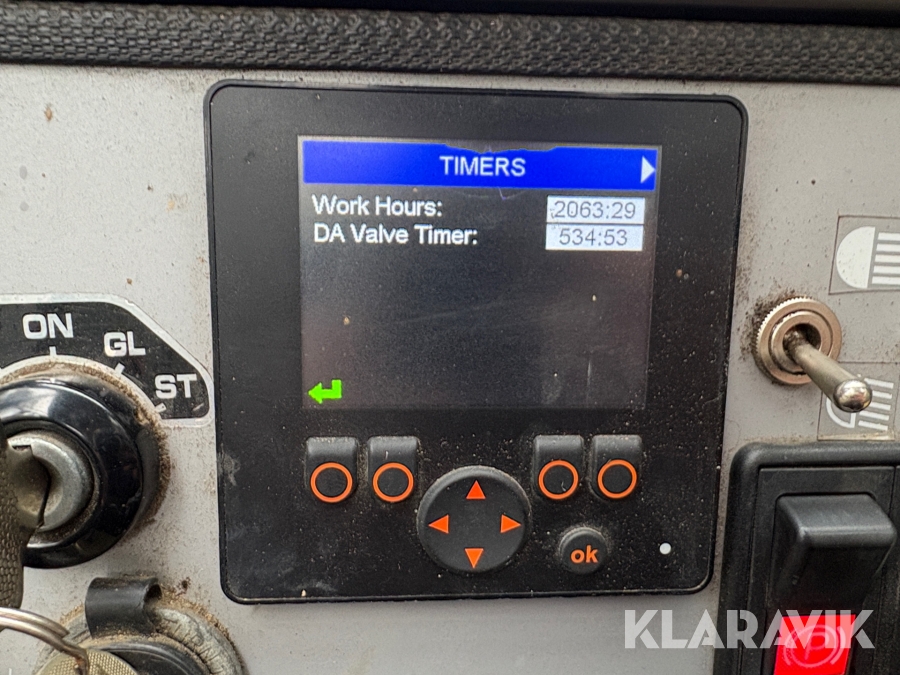 TIMERS
Work Hours: 2063:29
DA Valve Timer: 534:53
ON
GL
ST
ok
KLARAVIK
P